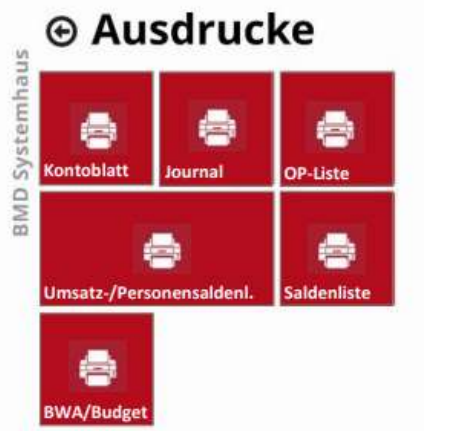 Ausdrucke
BMD Systemhaus
Kontoblatt
Journal
OP-Liste
Umsatz-/Personensaldenl.
Saldenliste
BWA/Budget